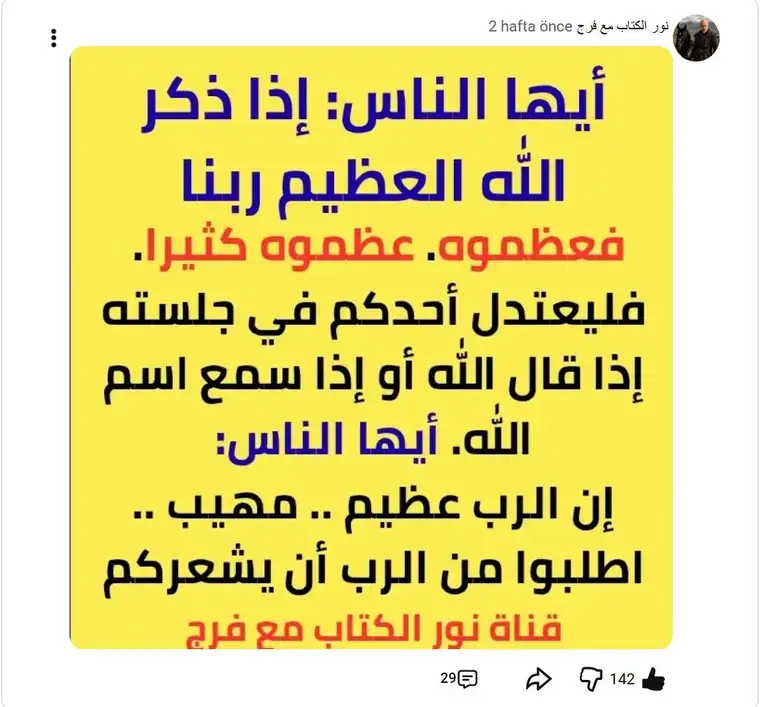 نور الكتاب مع فرج 2 hafta önce
أيها الناس: إذا ذكر
الله العظيم ربنا
فعظموه. عظموه كثيرا.
فليعتدل أحدكم في جلسته
إذا قال الله أو إذا سمع اسم
الله. أيها الناس:
إن الرب عظيم .. مهيب ..
اطلبوا من الرب أن يشعركم
قناة نور الكتاب مع فرج
142
29